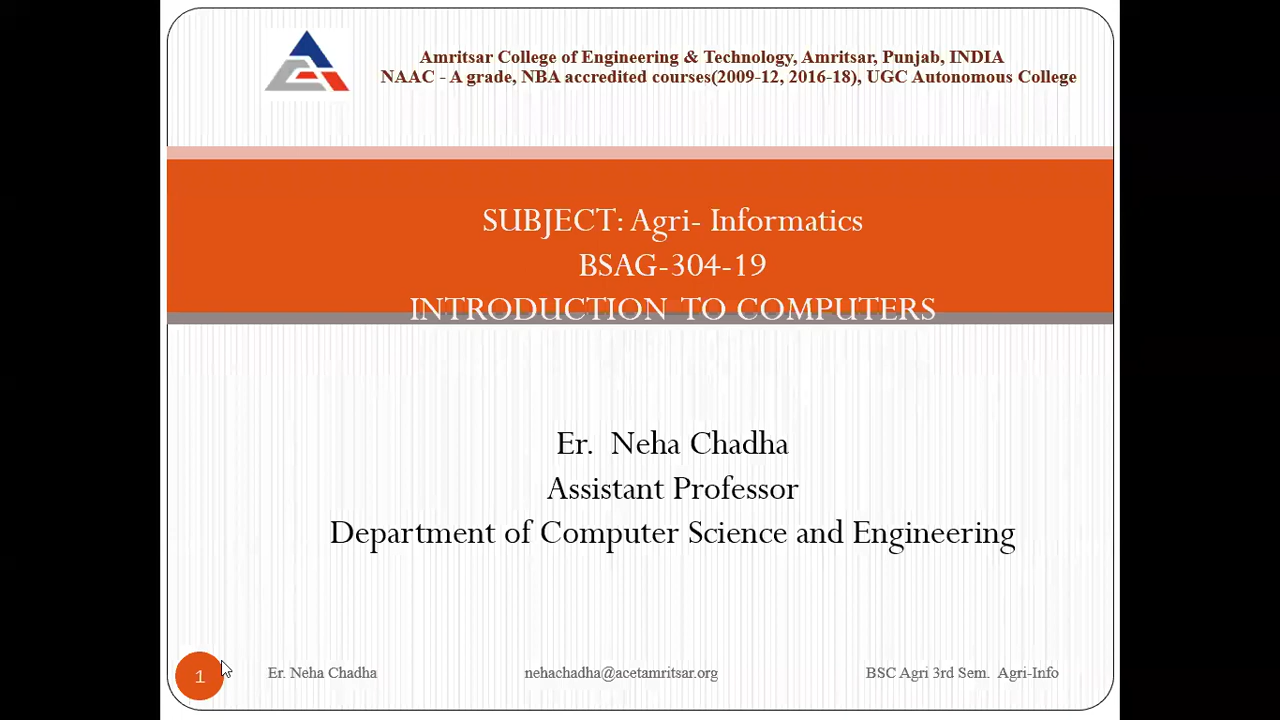 Amritsar College of Engineering & Technology, Amritsar, Punjab, INDIA
NAAC - A grade, NBA accredited courses(2009-12, 2016-18), UGC Autonomous College
SUBJECT: Agri- Informatics
BSAG-304-19
INTRODUCTION TO COMPUTERS
Er. Neha Chadha
Assistant Professor
Department of Computer Science and Engineering
1 Er. Neha Chadha nehachadha@acetamritsar.org BSC Agri 3rd Sem. Agri-Info